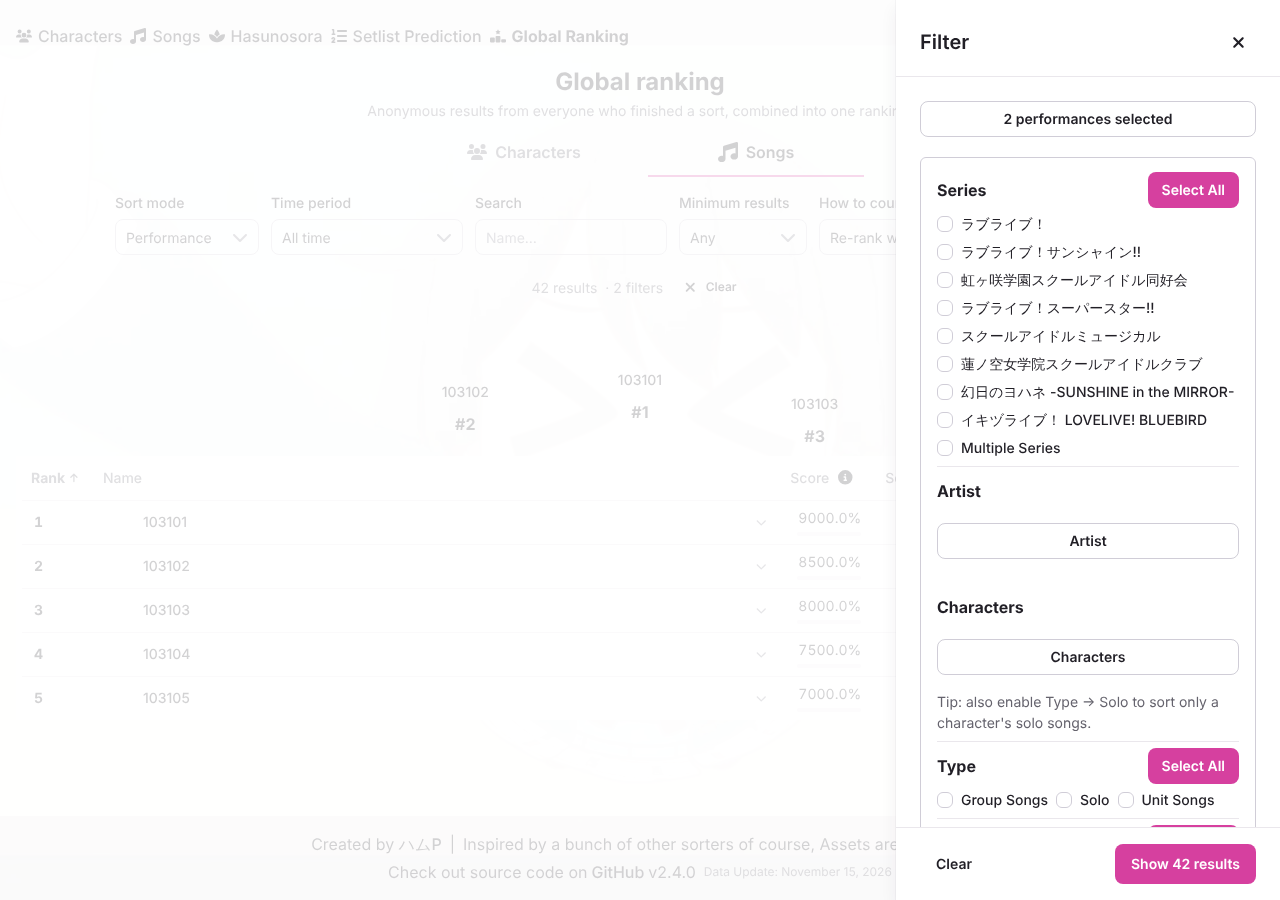 Characters Songs Hasunosora Setlist Prediction Global Ranking
Global ranking
Anonymous results from everyone who finished a sort, combined into one
Characters Songs
Sort mode Time period Search Minimum results
Performance All time Name... Any Re-rank
42 results · 2 filters Clear
103102
#2
103101
#1
103103
#3
Rank ↑ Name Score
1 103101 9000.0%
2 103102 8500.0%
3 103103 8000.0%
4 103104 7500.0%
5 103105 7000.0%
Created by ハムP | Inspired by a bunch of other sorters of course, Assets are
Check out source code on GitHub v2.4.0 Data Update: November 15, 2026
Filter
2 performances selected
Series Select All
ラブライブ！
ラブライブ！サンシャイン!!
虹ヶ咲学園スクールアイドル同好会
ラブライブ！スーパースター!!
スクールアイドルミュージカル
蓮ノ空女学院スクールアイドルクラブ
幻日のヨハネ -SUNSHINE in the MIRROR-
イキヅライブ！ LOVELIVE! BLUEBIRD
Multiple Series
Artist
Artist
Characters
Characters
Tip: also enable Type → Solo to sort only a
character's solo songs.
Type Select All
Group Songs Solo Unit Songs
Clear Show 42 results